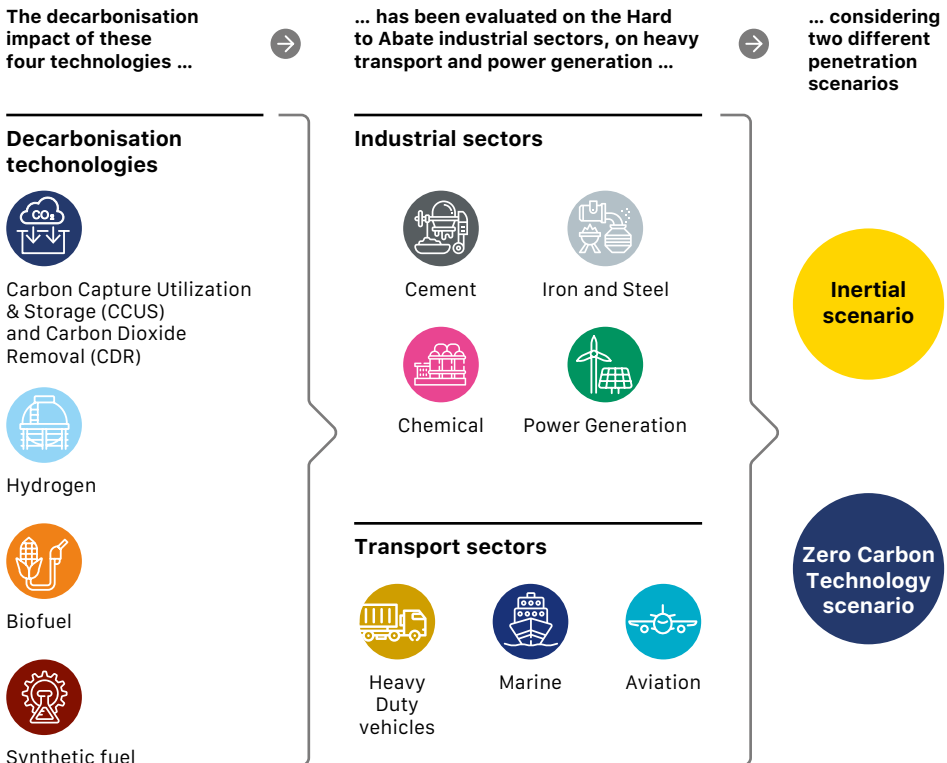 The decarbonisation
impact of these
four technologies ...
... has been evaluated on the Hard
to Abate industrial sectors, on heavy
transport and power generation ...
... considering
two different
penetration
scenarios
Decarbonisation
techonologies
CO₂
Carbon Capture Utilization
& Storage (CCUS)
and Carbon Dioxide
Removal (CDR)
Hydrogen
Biofuel
Synthetic fuel
Industrial sectors
Cement
Iron and Steel
Chemical
Power Generation
Transport sectors
Heavy
Duty
vehicles
Marine
Aviation
Inertial
scenario
Zero Carbon
Technology
scenario